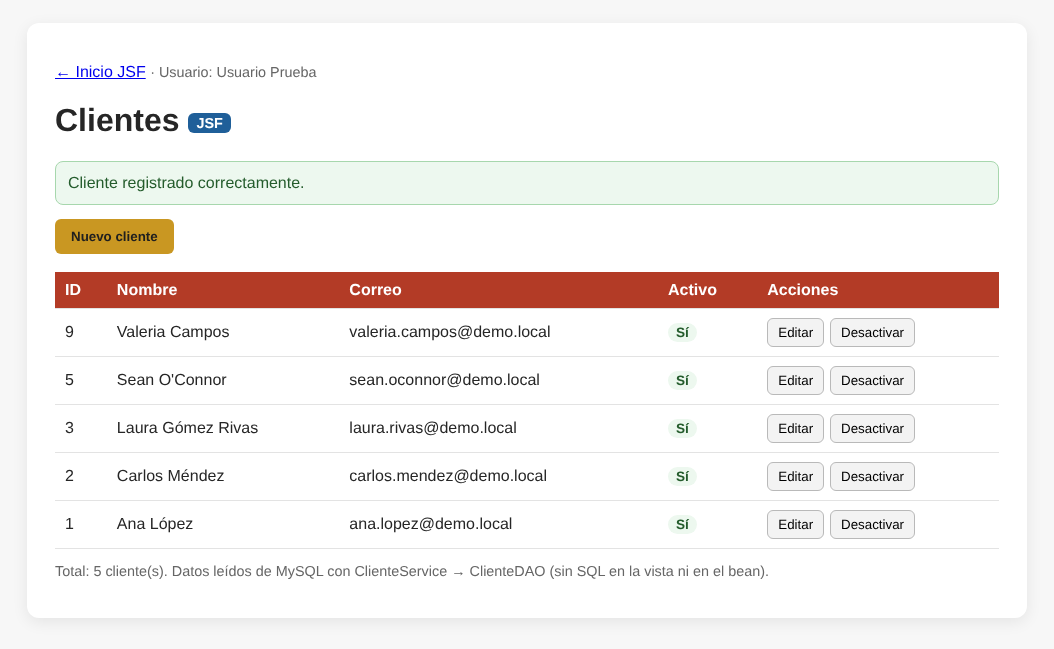 ← Inicio JSF · Usuario: Usuario Prueba
Clientes JSF
Cliente registrado correctamente.
Nuevo cliente
ID Nombre Correo Activo Acciones
9 Valeria Campos valeria.campos@demo.local Sí Editar Desactivar
5 Sean O'Connor sean.oconnor@demo.local Sí Editar Desactivar
3 Laura Gómez Rivas laura.rivas@demo.local Sí Editar Desactivar
2 Carlos Méndez carlos.mendez@demo.local Sí Editar Desactivar
1 Ana López ana.lopez@demo.local Sí Editar Desactivar
Total: 5 cliente(s). Datos leídos de MySQL con ClienteService → ClienteDAO (sin SQL en la vista ni en el bean).